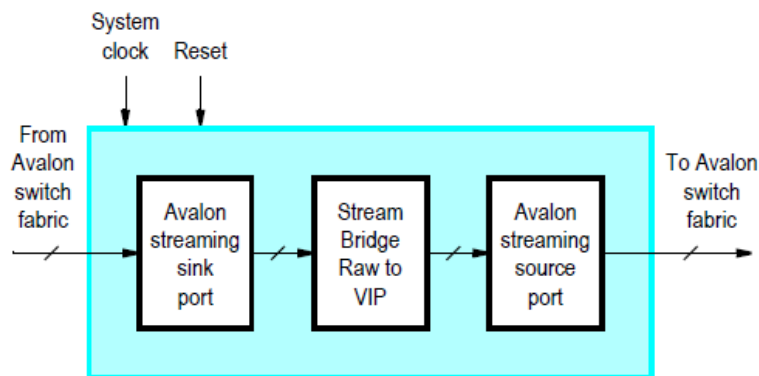 System
clock
Reset
From
Avalon
switch
fabric
To Avalon
switch
fabric
Avalon
streaming
sink
port
Stream
Bridge
Raw to
VIP
Avalon
streaming
source
port